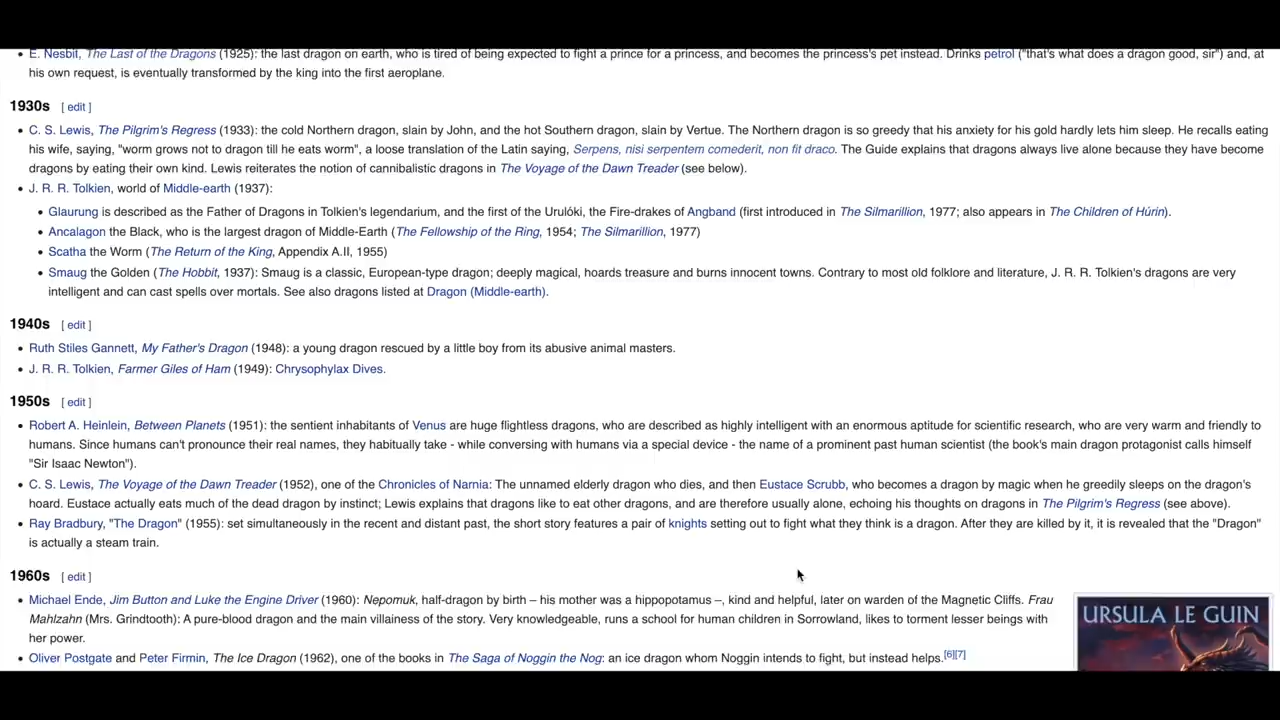 E. Nesbit, The Last of the Dragons (1925): the last dragon on earth, who is tired of being expected to fight a prince for a princess, and becomes the princess's pet instead. Drinks petrol ("that's what does a dragon good, sir") and, at
his own request, is eventually transformed by the king into the first aeroplane.
1930s [ edit ]
• C. S. Lewis, The Pilgrim's Regress (1933): the cold Northern dragon, slain by John, and the hot Southern dragon, slain by Vertue. The Northern dragon is so greedy that his anxiety for his gold hardly lets him sleep. He recalls eating
his wife, saying, "worm grows not to dragon till he eats worm", a loose translation of the Latin saying, Serpens, nisi serpentem comederit, non fit draco. The Guide explains that dragons always live alone because they have become
dragons by eating their own kind. Lewis reiterates the notion of cannibalistic dragons in The Voyage of the Dawn Treader (see below).
• J. R. R. Tolkien, world of Middle-earth (1937):
• Glaurung is described as the Father of Dragons in Tolkien's legendarium, and the first of the Urulóki, the Fire-drakes of Angband (first introduced in The Silmarillion, 1977; also appears in The Children of Húrin).
• Ancalagon the Black, who is the largest dragon of Middle-Earth (The Fellowship of the Ring, 1954; The Silmarillion, 1977)
• Scatha the Worm (The Return of the King, Appendix A.II, 1955)
• Smaug the Golden (The Hobbit, 1937): Smaug is a classic, European-type dragon; deeply magical, hoards treasure and burns innocent towns. Contrary to most old folklore and literature, J. R. R. Tolkien's dragons are very
intelligent and can cast spells over mortals. See also dragons listed at Dragon (Middle-earth).
1940s [ edit ]
• Ruth Stiles Gannett, My Father's Dragon (1948): a young dragon rescued by a little boy from its abusive animal masters.
• J. R. R. Tolkien, Farmer Giles of Ham (1949): Chrysophylax Dives.
1950s [ edit ]
• Robert A. Heinlein, Between Planets (1951): the sentient inhabitants of Venus are huge flightless dragons, who are described as highly intelligent with an enormous aptitude for scientific research, who are very warm and friendly to
humans. Since humans can't pronounce their real names, they habitually take - while conversing with humans via a special device - the name of a prominent past human scientist (the book's main dragon protagonist calls himself
"Sir Isaac Newton").
• C. S. Lewis, The Voyage of the Dawn Treader (1952), one of the Chronicles of Narnia: The unnamed elderly dragon who dies, and then Eustace Scrubb, who becomes a dragon by magic when he greedily sleeps on the dragon's
hoard. Eustace actually eats much of the dead dragon by instinct; Lewis explains that dragons like to eat other dragons, and are therefore usually alone, echoing his thoughts on dragons in The Pilgrim's Regress (see above).
• Ray Bradbury, "The Dragon" (1955): set simultaneously in the recent and distant past, the short story features a pair of knights setting out to fight what they think is a dragon. After they are killed by it, it is revealed that the "Dragon"
is actually a steam train.
1960s [ edit ]
• Michael Ende, Jim Button and Luke the Engine Driver (1960): Nepomuk, half-dragon by birth – his mother was a hippopotamus –, kind and helpful, later on warden of the Magnetic Cliffs. Frau
Mahlzahn (Mrs. Grindtooth): A pure-blood dragon and the main villainess of the story. Very knowledgeable, runs a school for human children in Sorrowland, likes to torment lesser beings with
her power.
• Oliver Postgate and Peter Firmin, The Ice Dragon (1962), one of the books in The Saga of Noggin the Nog: an ice dragon whom Noggin intends to fight, but instead helps.[6][7]
URSULA LE GUIN